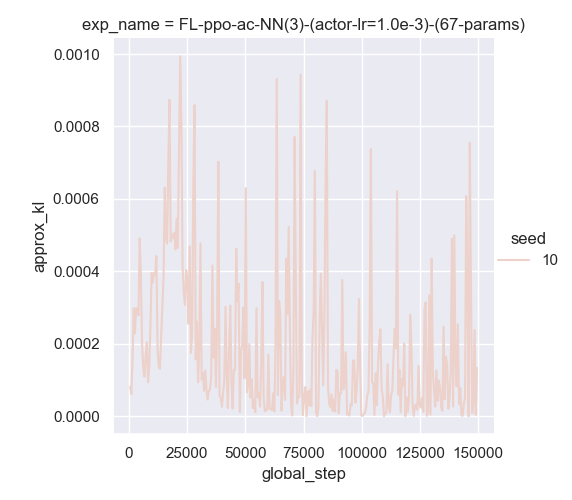 exp_name = FL-ppo-ac-NN(3)-(actor-lr=1.0e-3)-(67-params)
0.0010
0.0008
0.0006
0.0004
0.0002
0.0000
approx_kl
0 25000 50000 75000 100000 125000 150000
global_step
seed
10